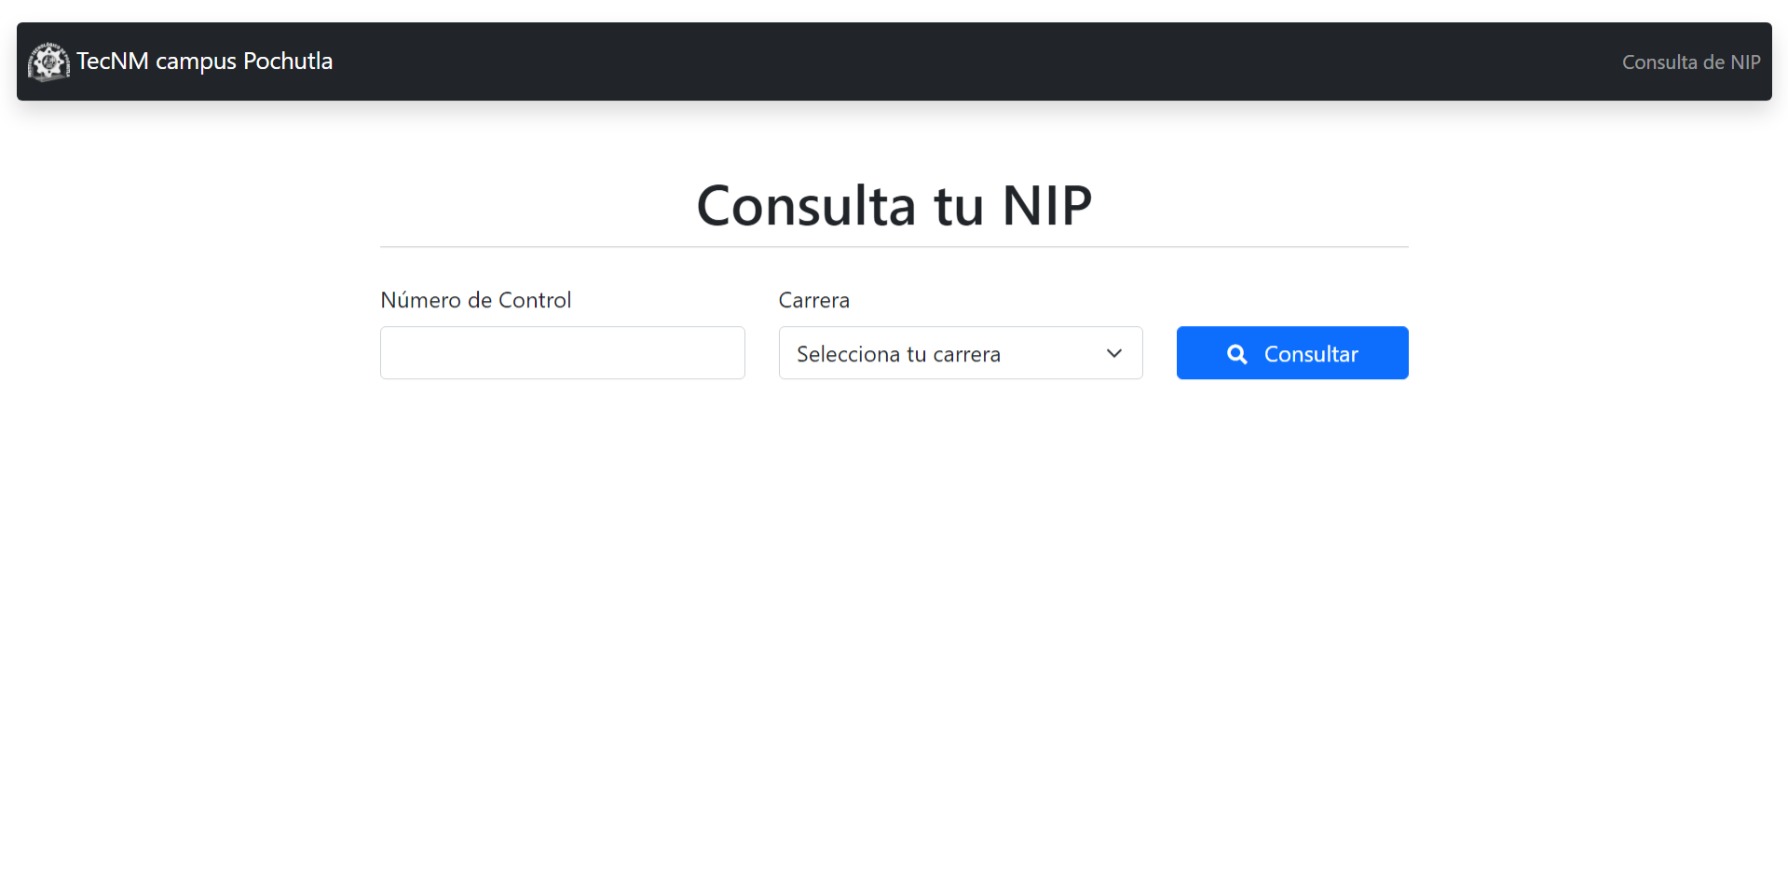 TecNM campus Pochutla
Consulta de NIP
Consulta tu NIP
Número de Control
Carrera
Selecciona tu carrera
Consultar